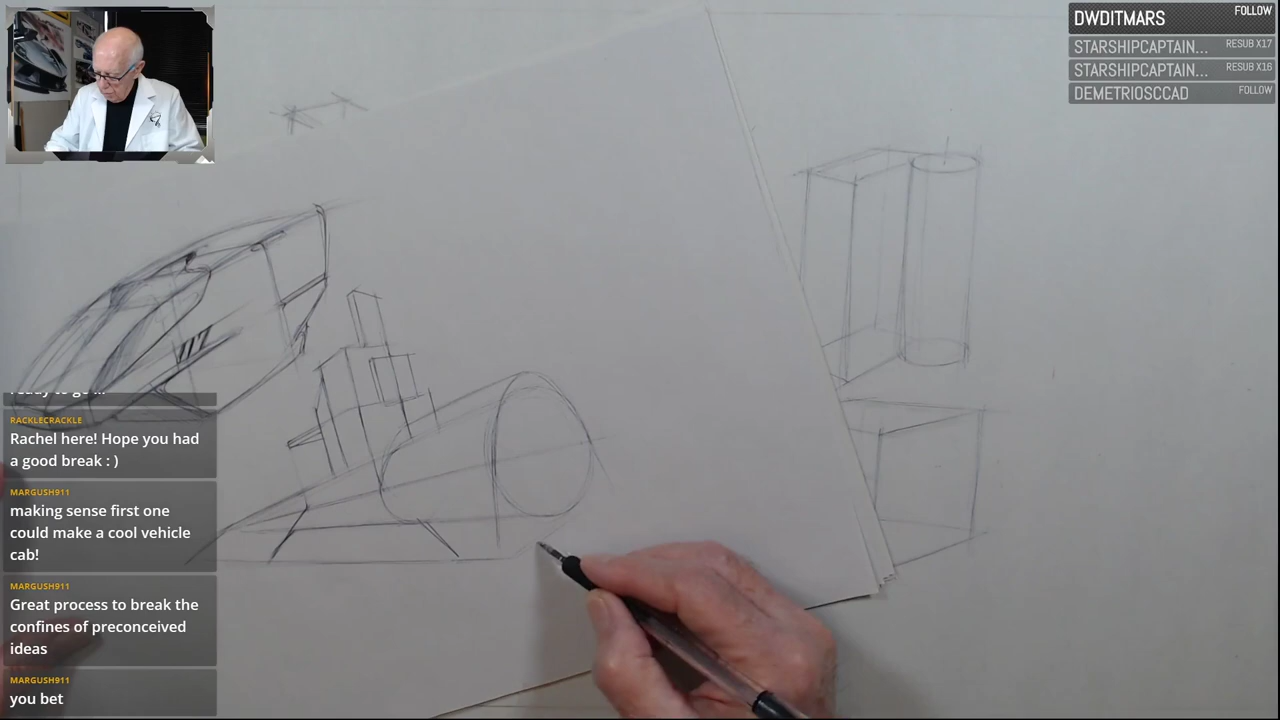 DWDITMARS FOLLOW
STARSHIPCAPTAIN... RESUB X17
STARSHIPCAPTAIN... RESUB X16
DEMETRIOSCCAD FOLLOW
RACKLECRACKLE
Rachel here! Hope you had
a good break : )
MARGUSH911
making sense first one
could make a cool vehicle
cab!
MARGUSH911
Great process to break the
confines of preconceived
ideas
MARGUSH911
you bet